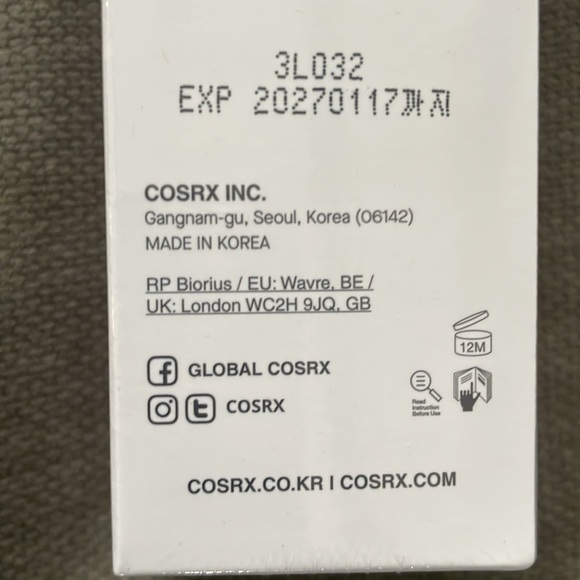 3L032
EXP 20270117까지
COSRX INC.
Gangnam-gu, Seoul, Korea (06142)
MADE IN KOREA
RP Biorius / EU: Wavre, BE /
UK: London WC2H 9JQ, GB
GLOBAL COSRX
COSRX
12M
Read
Instruction
Before Use
COSRX.CO.KR I COSRX.COM